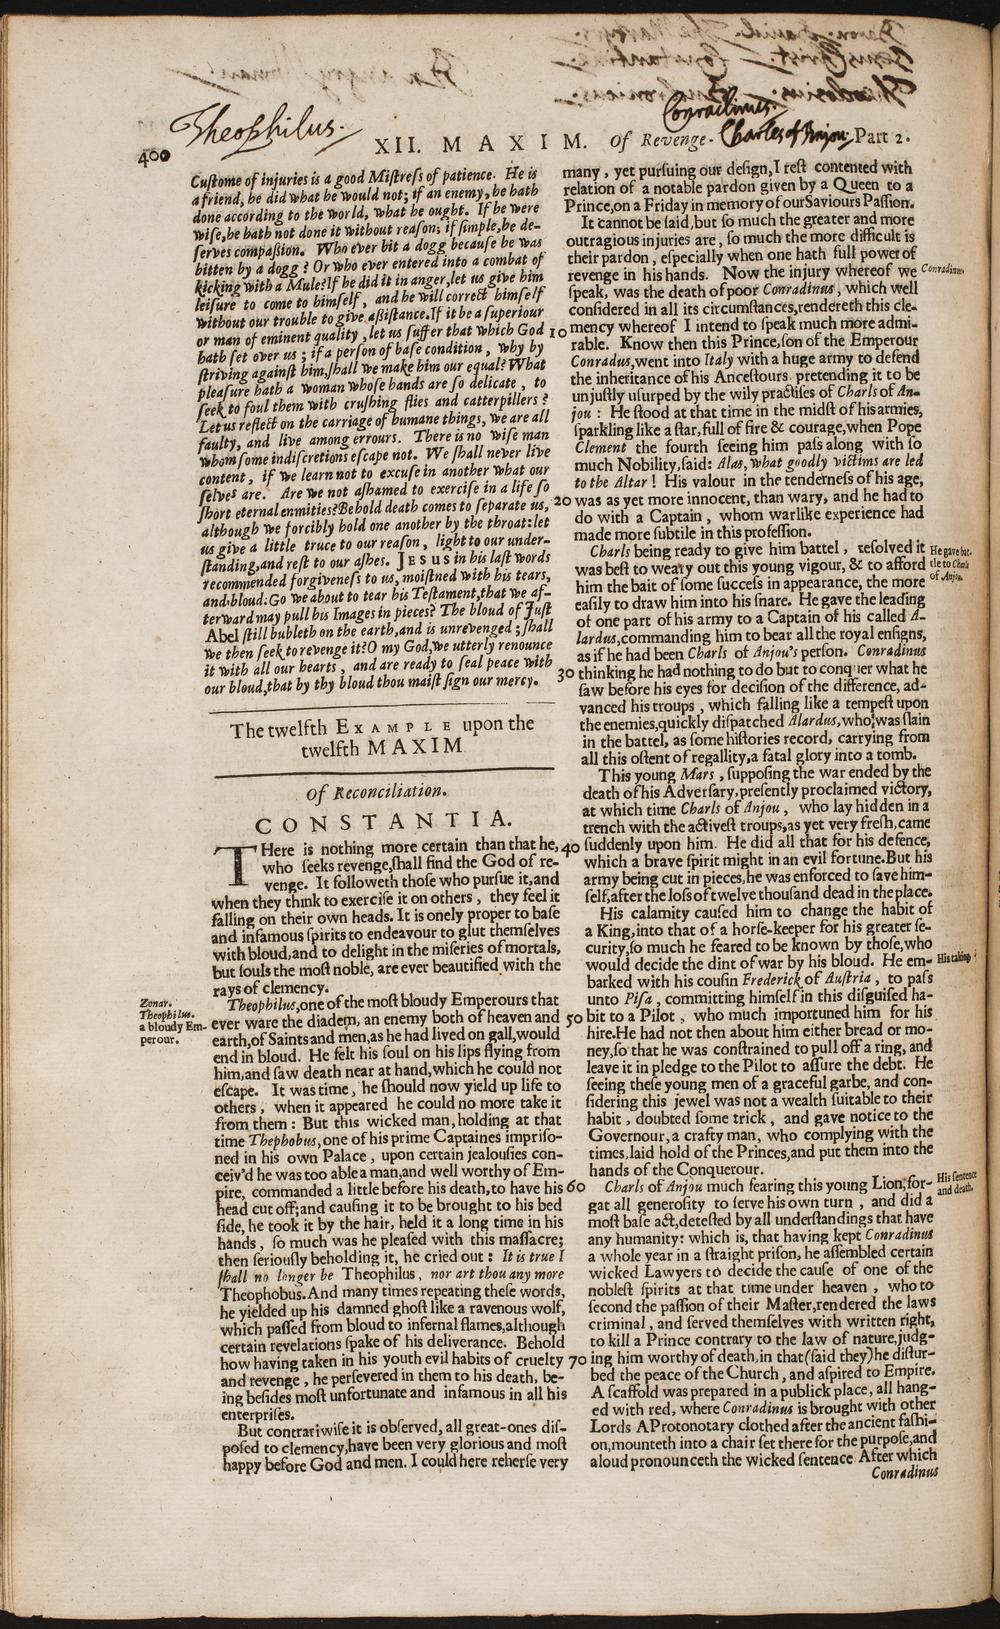 Theophilus.
Conradinus.
Charles of Anjou.
400
XII. MAXIM. Of Revenge. Part 2.
Custome of injuries is a good Mistress of patience. He is
a friend, he did what he would not; if an enemy, he hath
done according to the world, what he ought. If he were
wise, he hath not done it without reason; if simple, he de-
serves compassion. Who ever bit a dogg because he was
bitten by a dogg? Or who ever entered into a combat of
kicking with a Mule? If he did it in anger, let us give him
leisure to come to himself, and he will correct himself
without our trouble to give assistance. If it be a superiour
or man of eminent quality, let us suffer that which God
hath set over us; if a person of base condition, why by
striving against him, shall we make him our equal? What
pleasure hath a woman whose hands are so delicate, to
seek to foul them with crushing flies and catterpillers?
Let us reflect on the carriage of humane things, we are all
faulty, and live among errours. There is no wise man
whom some indiscretions escape not. We shall never live
content, if we learn not to excuse in another what our
selves are. Are we not ashamed to exercise in a life so
short eternal enmities? Behold death comes to separate us,
although we forcibly hold one another by the throat: let
us give a little truce to our reason, light to our under-
standing, and rest to our ashes. JESUS in his last words
recommended forgiveness to us, moistned with his tears,
and bloud: Go we about to tear his Testament, that we af-
terward may pull his Images in pieces? The bloud of Just
Abel still bubleth on the earth, and is unrevenged; shall
we then seek to revenge it? O my God, we utterly renounce
it with all our hearts, and are ready to seal peace with
our bloud, that by thy bloud thou maist sign our mercy.
The twelfth EXAMPLE upon the
twelfth MAXIM
Of Reconciliation.
CONSTANTIA.
THere is nothing more certain than that he,
who seeks revenge, shall find the God of re-
venge. It followeth those who pursue it, and
when they think to exercise it on others, they feel it
falling on their own heads. It is onely proper to base
and infamous spirits to endeavour to glut themselves
with bloud, and to delight in the miseries of mortals,
but souls the most noble, are ever beautified with the
rays of clemency.
Zonar.
Theophilus.
a bloudy Em-
perour.
Theophilus, one of the most bloudy Emperours that
ever ware the diadem, an enemy both of heaven and
earth, of Saints and men, as he had lived on gall, would
end in bloud. He felt his soul on his lips flying from
him, and saw death near at hand, which he could not
escape. It was time, he should now yield up life to
others, when it appeared he could no more take it
from them: But this wicked man, holding at that
time Thephobus, one of his prime Captaines impriso-
ned in his own Palace, upon certain jealousies con-
ceiv'd he was too able a man, and well worthy of Em-
pire, commanded a little before his death, to have his
head cut off; and causing it to be brought to his bed
side, he took it by the hair, held it a long time in his
hands, so much was he pleased with this massacre;
then seriously beholding it, he cried out: It is true I
shall no longer be Theophilus, nor art thou any more
Theophobus. And many times repeating these words,
he yielded up his damned ghost like a ravenous wolf,
which passed from bloud to infernal flames, although
certain revelations spake of his deliverance. Behold
how having taken in his youth evil habits of cruelty
and revenge, he persevered in them to his death, be-
ing besides most unfortunate and infamous in all his
enterprises.
But contrariwise it is observed, all great-ones dis-
posed to clemency, have been very glorious and most
happy before God and men. I could here reherse very
10
20
30
40
50
60
70
many, yet pursuing our design, I rest contented with
relation of a notable pardon given by a Queen to a
Prince, on a Friday in memory of our Saviours Passion.
It cannot be said, but so much the greater and more
outragious injuries are, so much the more difficult is
their pardon, especially when one hath full power of
revenge in his hands. Now the injury whereof we
Conradinus.
speak, was the death of poor Conradinus, which well
considered in all its circumstances, rendereth this cle-
mency whereof I intend to speak much more admi-
rable. Know then this Prince, son of the Emperour
Conradus, went into Italy with a huge army to defend
the inheritance of his Ancestours pretending it to be
unjustly usurped by the wily practises of Charls of An-
jou: He stood at that time in the midst of his armies,
sparkling like a star, full of fire & courage, when Pope
Clement the fourth seeing him pass along with so
much Nobility, said: Alas, what goodly victims are led
to the Altar! His valour in the tenderness of his age,
was as yet more innocent, than wary, and he had to
do with a Captain, whom warlike experience had
made more subtile in this profession.
Charls being ready to give him battel, resolved it
He gave bat-
tle to Charls
of Anjou.
was best to weary out this young vigour, & to afford
him the bait of some success in appearance, the more
easily to draw him into his snare. He gave the leading
of one part of his army to a Captain of his called A-
lardus, commanding him to bear all the royal ensigns,
as if he had been Charls of Anjou's person. Conradinus
thinking he had nothing to do but to conquer what he
saw before his eyes for decision of the difference, ad-
vanced his troups, which falling like a tempest upon
the enemies, quickly dispatched Alardus, who was slain
in the battel, as some histories record, carrying from
all this ostent of regallity, a fatal glory into a tomb.
This young Mars, supposing the war ended by the
death of his Adversary, presently proclaimed victory,
at which time Charls of Anjou, who lay hidden in a
trench with the activest troups, as yet very fresh, came
suddenly upon him. He did all that for his defence,
which a brave spirit might in an evil fortune. But his
army being cut in pieces, he was enforced to save him-
self, after the loss of twelve thousand dead in the place.
His calamity caused him to change the habit of
a King, into that of a horse-keeper for his greater se-
curity, so much he feared to be known by those, who
would decide the dint of war by his bloud. He em-
His taking
barked with his cousin Frederick of Austria, to pass
unto Pisa, committing himself in this disguised ha-
bit to a Pilot, who much importuned him for his
hire. He had not then about him either bread or mo-
ney, so that he was constrained to pull off a ring, and
leave it in pledge to the Pilot to assure the debt. He
seeing these young men of a graceful garbe, and con-
sidering this jewel was not a wealth suitable to their
habit, doubted some trick, and gave notice to the
Governour, a crafty man, who complying with the
times, laid hold of the Princes, and put them into the
hands of the Conquerour.
Charls of Anjou much fearing this young Lion, for-
His sentence
and death.
gat all generosity to serve his own turn, and did a
most base act, detested by all understandings that have
any humanity: which is, that having kept Conradinus
a whole year in a straight prison, he assembled certain
wicked Lawyers to decide the cause of one of the
noblest spirits at that time under heaven, who to
second the passion of their Master, rendered the laws
criminal, and served themselves with written right,
to kill a Prince contrary to the law of nature, judg-
ing him worthy of death, in that (said they) he distur-
bed the peace of the Church, and aspired to Empire.
A scaffold was prepared in a publick place, all hang-
ed with red, where Conradinus is brought with other
Lords A Protonotary clothed after the ancient fashi-
on, mounteth into a chair set there for the purpose, and
aloud pronounceth the wicked sentence After which
Conradinus